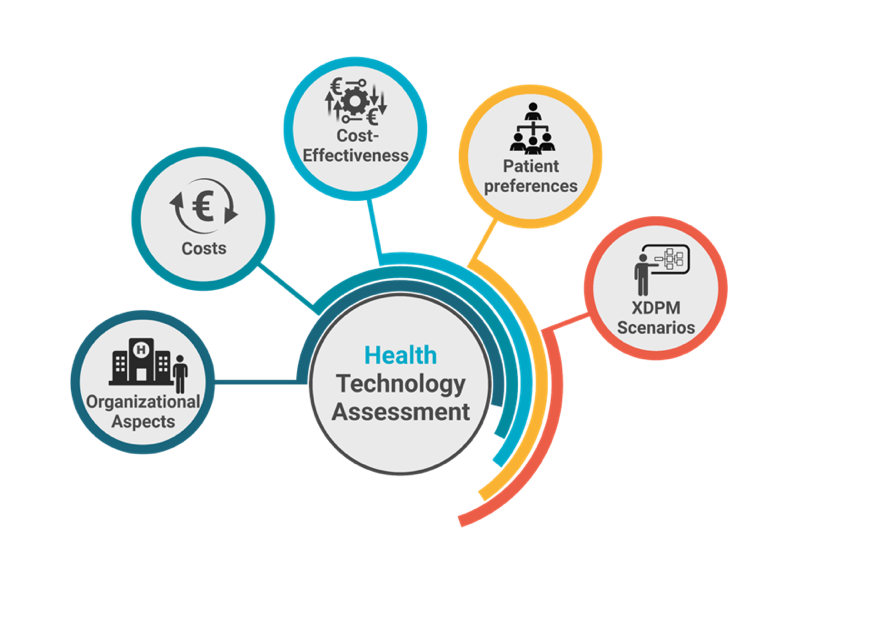 €
€
Cost-
Effectiveness
Patient
preferences
€
Costs
XDPM
Scenarios
H
Organizational
Aspects
Health
Technology
Assessment